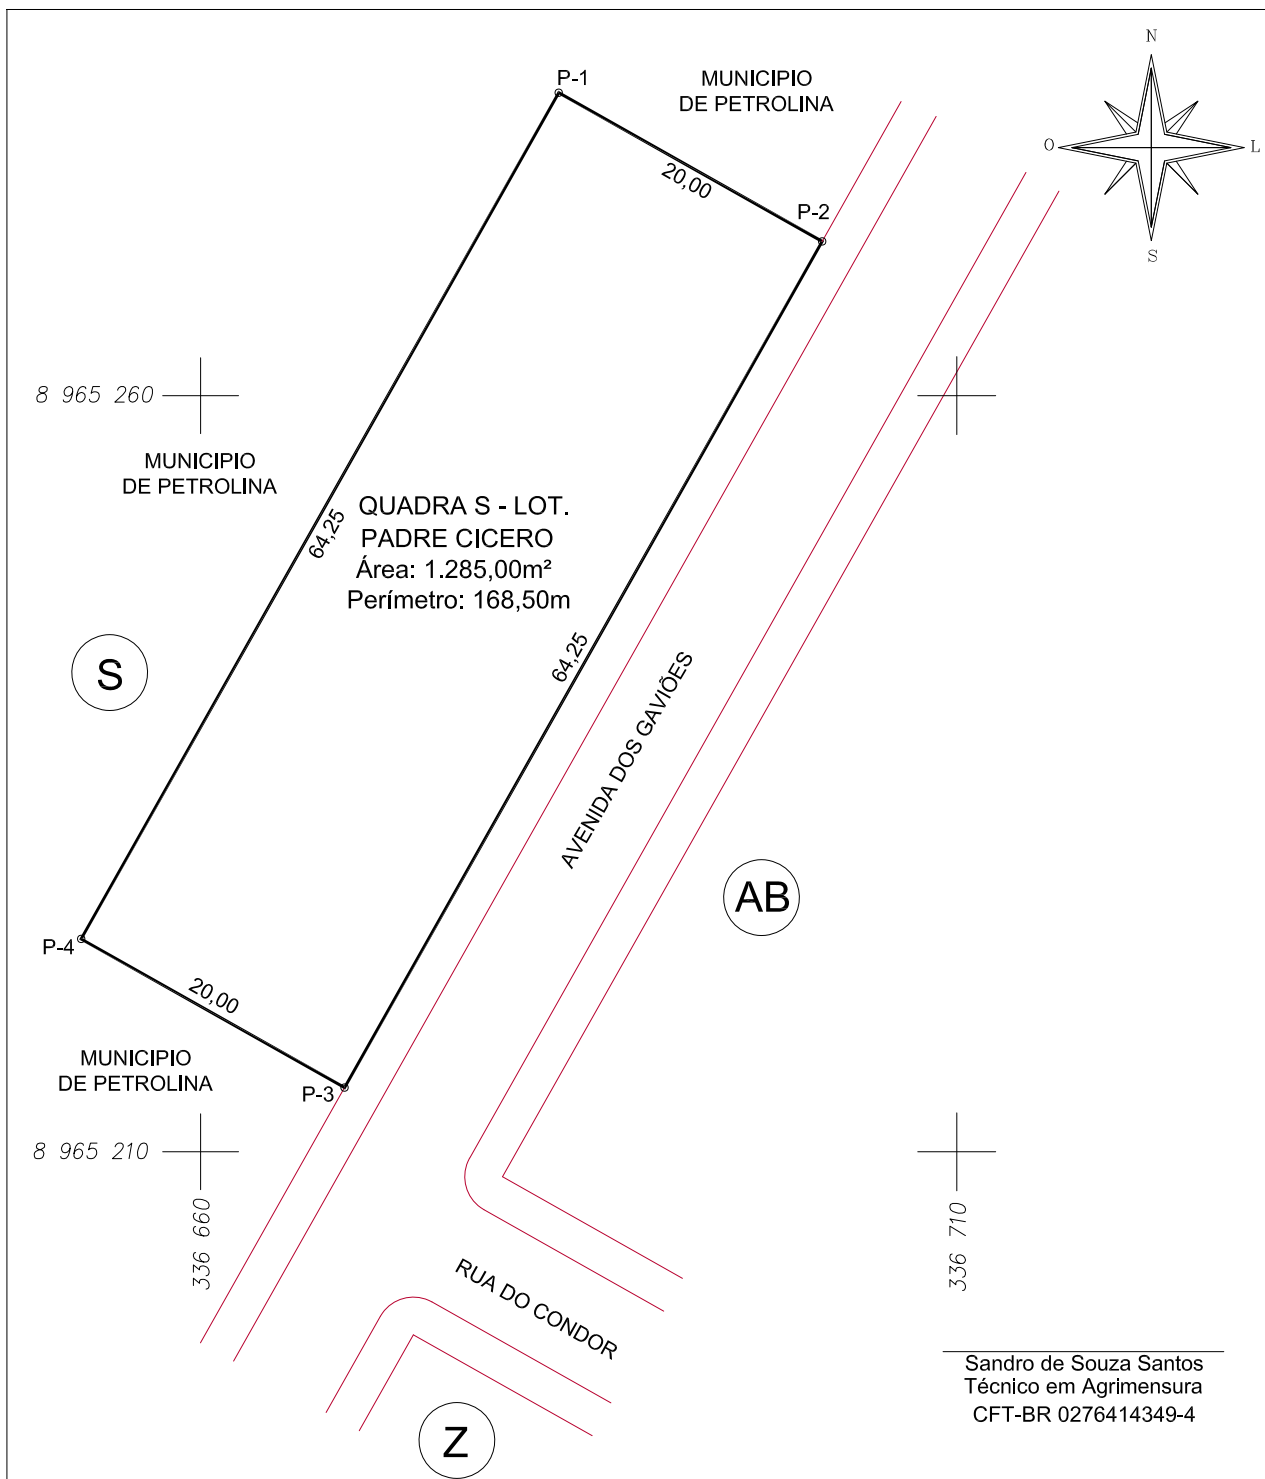 N
P-1
MUNICIPIO
DE PETROLINA
O
L
20,00
P-2
S
8 965 260
MUNICIPIO
DE PETROLINA
QUADRA S - LOT.
PADRE CICERO
Área: 1.285,00m²
Perímetro: 168,50m
64,25
64,25
S
AVENIDA DOS GAVIÕES
AB
P-4
20,00
MUNICIPIO
DE PETROLINA
P-3
8 965 210
336 660
336 710
RUA DO CONDOR
Sandro de Souza Santos
Técnico em Agrimensura
CFT-BR 0276414349-4
Z